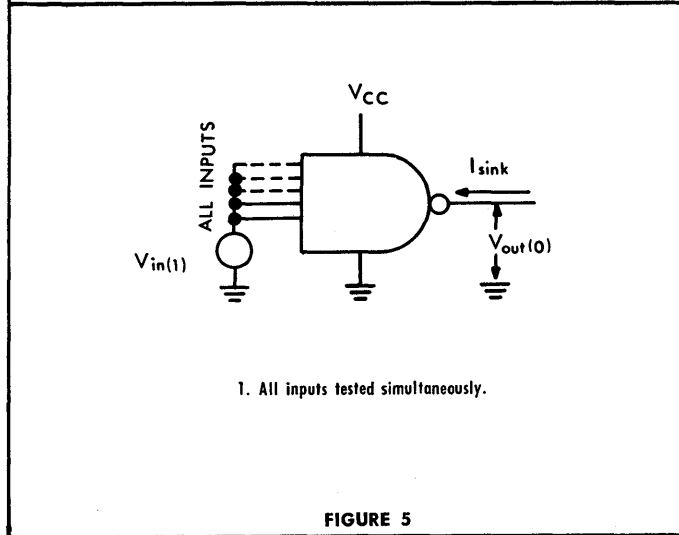 VCC
ALL INPUTS
Isink
Vin(1)
Vout(0)
1. All inputs tested simultaneously.
FIGURE 5